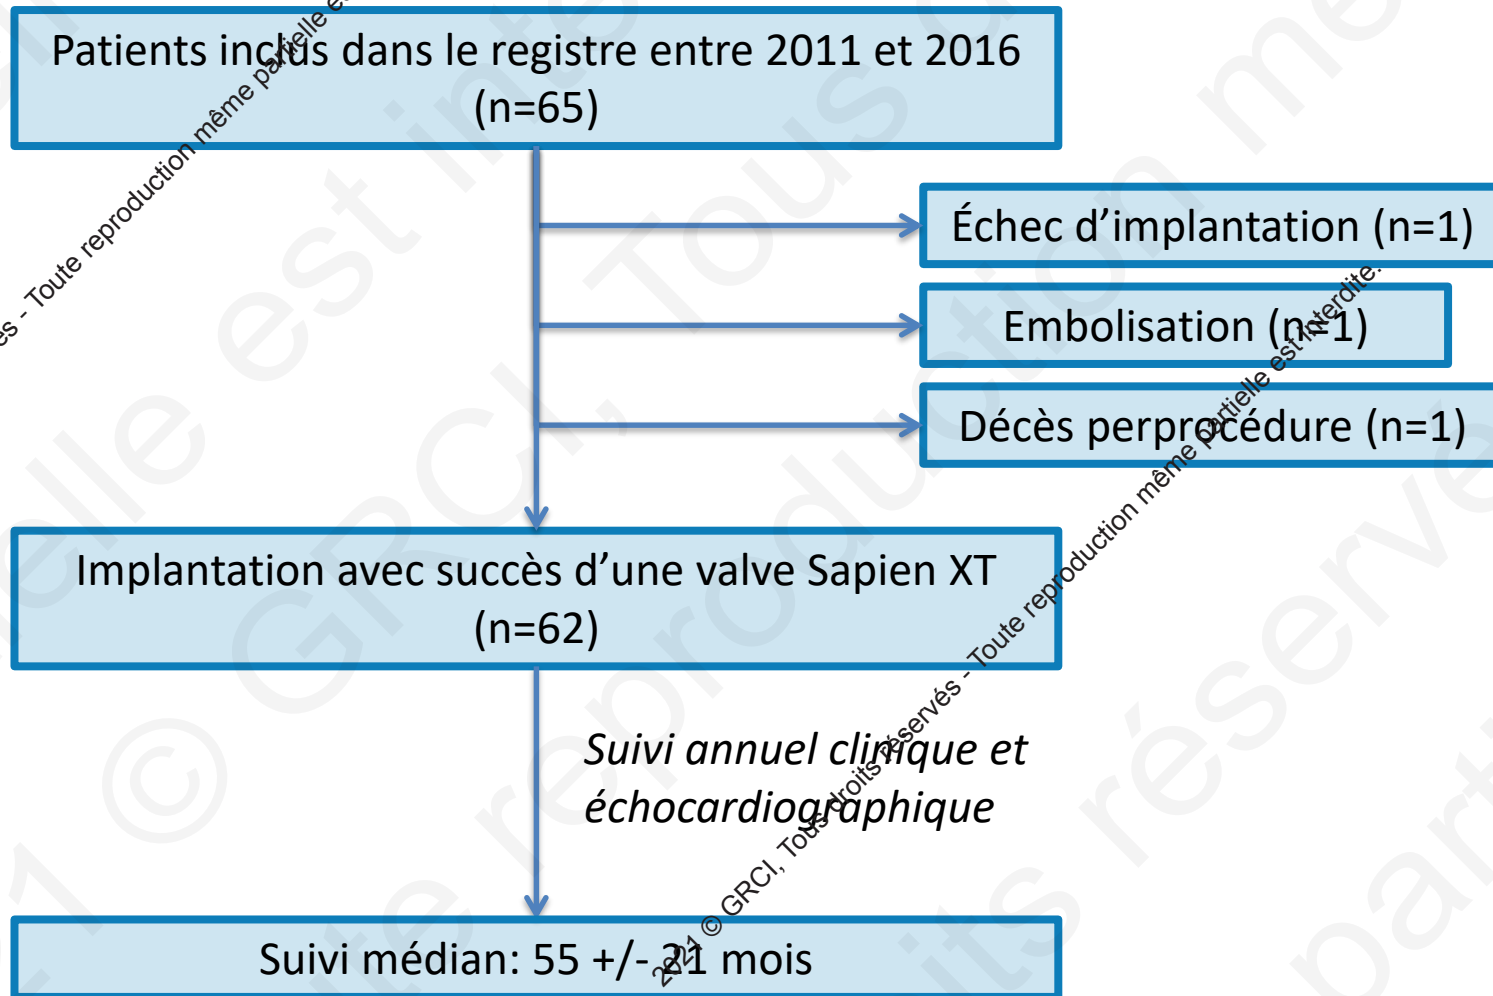 Patients inclus dans le registre entre 2011 et 2016
(n=65)
Échec d’implantation (n=1)
Embolisation (n=1)
Décès perprocédure (n=1)
Implantation avec succès d’une valve Sapien XT
(n=62)
Suivi annuel clinique et
échocardiographique
Suivi médian: 55 +/- 21 mois
- Toute reproduction même partielle
2021 © GRCI, Tous droits réservés - Toute reproduction même partielle est interdite.